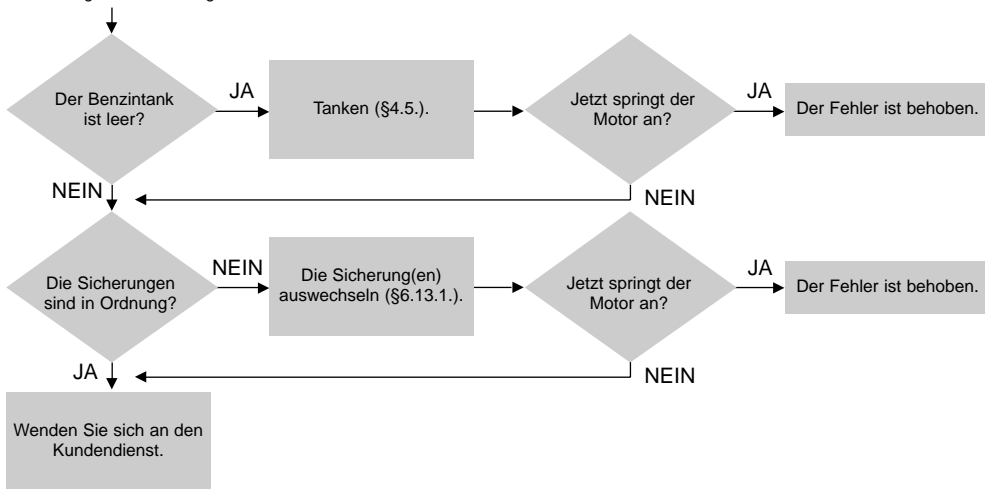 Der Benzintank
ist leer?
JA
Tanken (§4.5.).
Jetzt springt der
Motor an?
JA
Der Fehler ist behoben.
NEIN
NEIN
Die Sicherungen
sind in Ordnung?
NEIN
Die Sicherung(en)
auswechseln (§6.13.1.).
Jetzt springt der
Motor an?
JA
Der Fehler ist behoben.
JA
NEIN
Wenden Sie sich an den
Kundendienst.